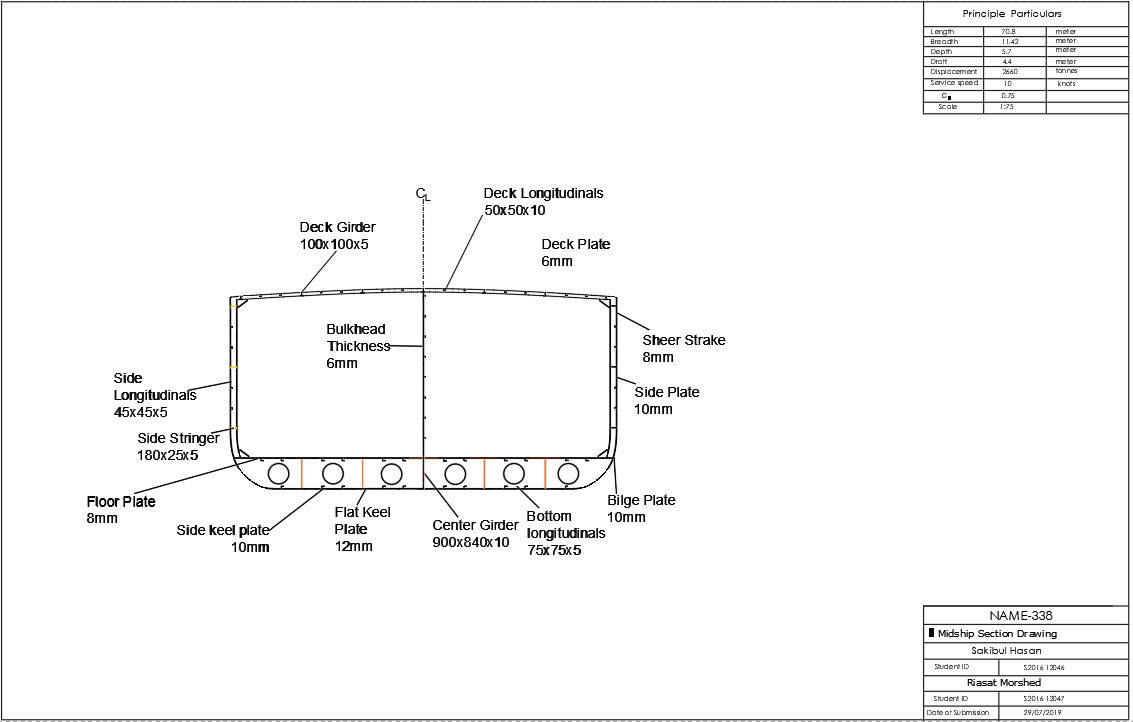 Principle Particulars
Length 70.8 meter
Breadth 11.42 meter
Depth 5.7 meter
Draft 4.4 meter
Displacement 2660 tonnes
Service speed 10 knots
C 0.75
Scale 1:75
CL
Deck Longitudinals
50x50x10
Deck Girder
100x100x5
Deck Plate
6mm
Bulkhead
Thickness
6mm
Sheer Strake
8mm
Side
Longitudinals
45x45x5
Side Plate
10mm
Side Stringer
180x25x5
Floor Plate
8mm
Side keel plate
10mm
Flat Keel
Plate
12mm
Center Girder
900x840x10
Bottom
longitudinals
75x75x5
Bilge Plate
10mm
NAME-338
Midship Section Drawing
Sakibul Hasan
Student ID S2016 12046
Riasat Morshed
Student ID S2016 12047
Date of Submission 29/07/2019